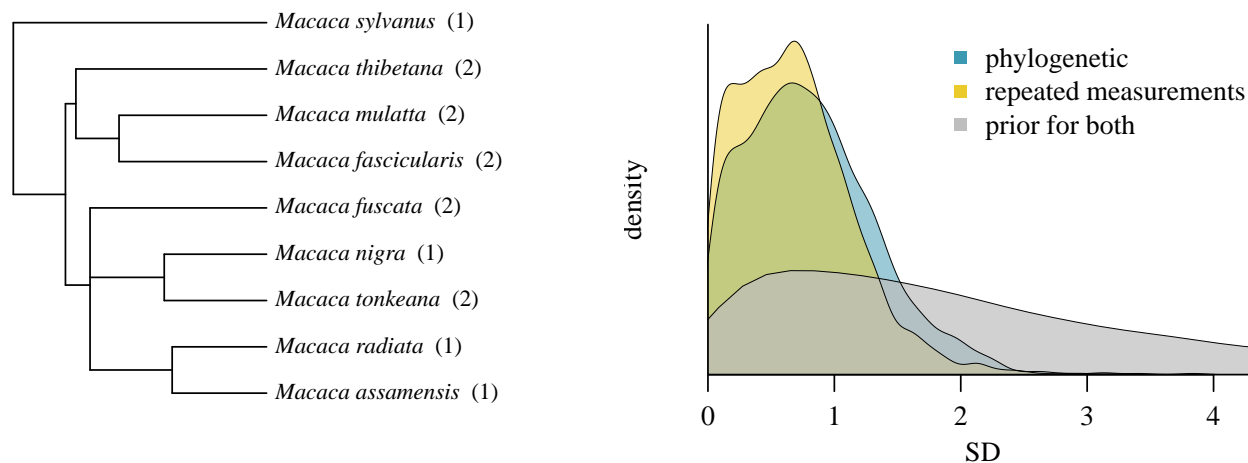 Macaca sylvanus (1)
Macaca thibetana (2)
Macaca mulatta (2)
Macaca fascicularis (2)
Macaca fuscata (2)
Macaca nigra (1)
Macaca tonkeana (2)
Macaca radiata (1)
Macaca assamensis (1)
density
phylogenetic
repeated measurements
prior for both
0 1 2 3 4
SD